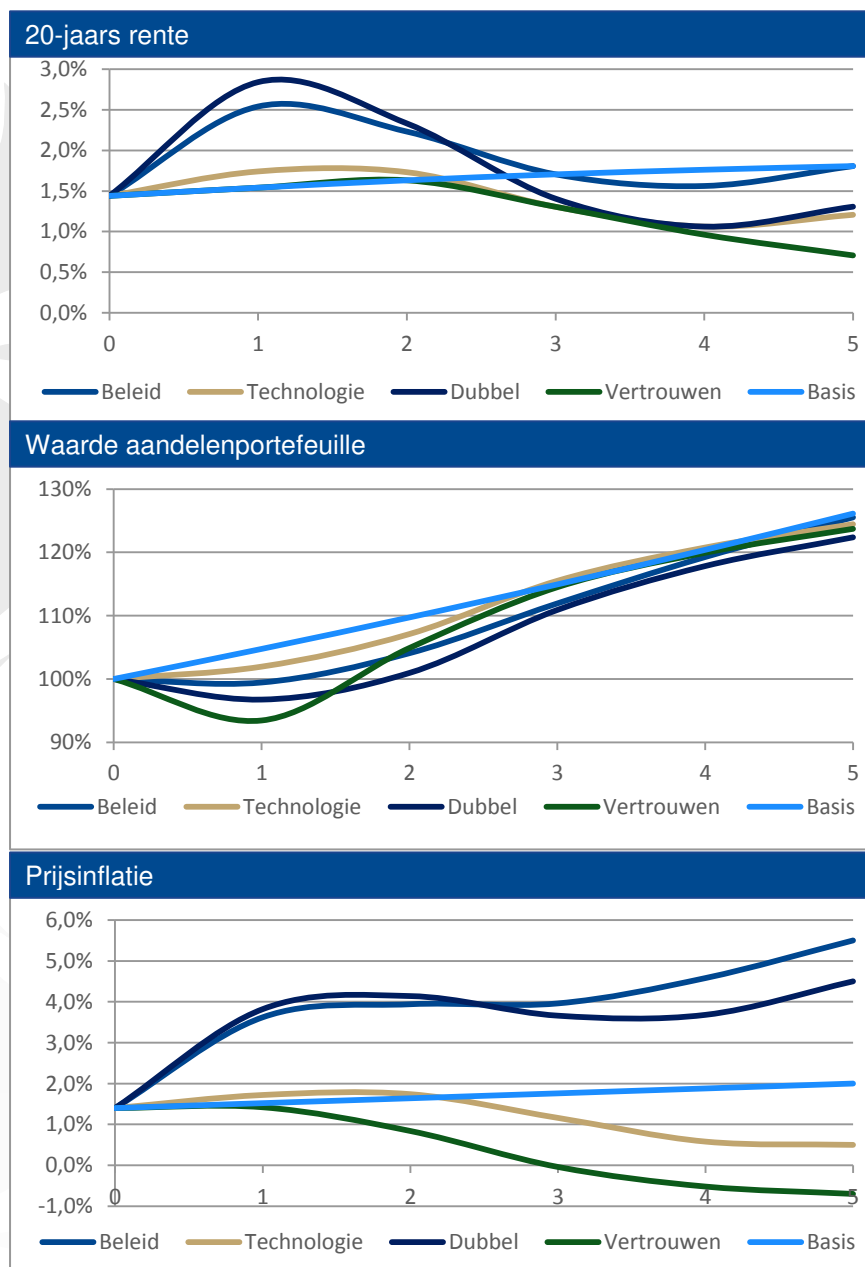 20-jaars rente
3,0%
2,5%
2,0%
1,5%
1,0%
0,5%
0,0%
0 1 2 3 4 5
Beleid Technologie Dubbel Vertrouwen Basis
Waarde aandelenportefeuille
130%
120%
110%
100%
90%
0 1 2 3 4 5
Beleid Technologie Dubbel Vertrouwen Basis
Prijsinflatie
6,0%
5,0%
4,0%
3,0%
2,0%
1,0%
0,0%
-1,0%
0 1 2 3 4 5
Beleid Technologie Dubbel Vertrouwen Basis